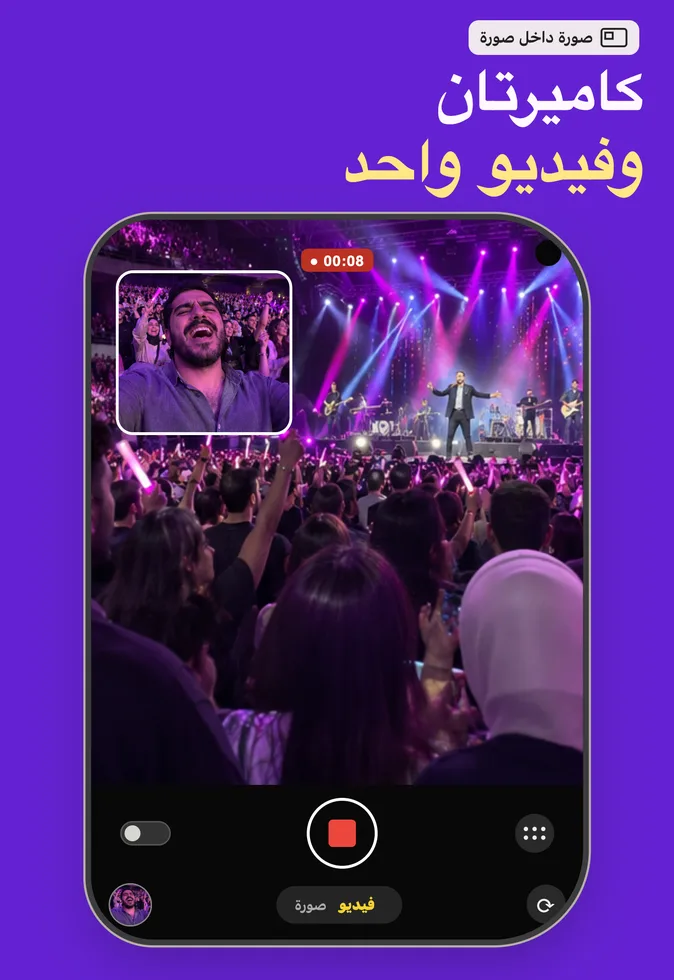 صورة داخل صورة
كاميرتان
وفيديو واحد
00:08
فيديو
صورة